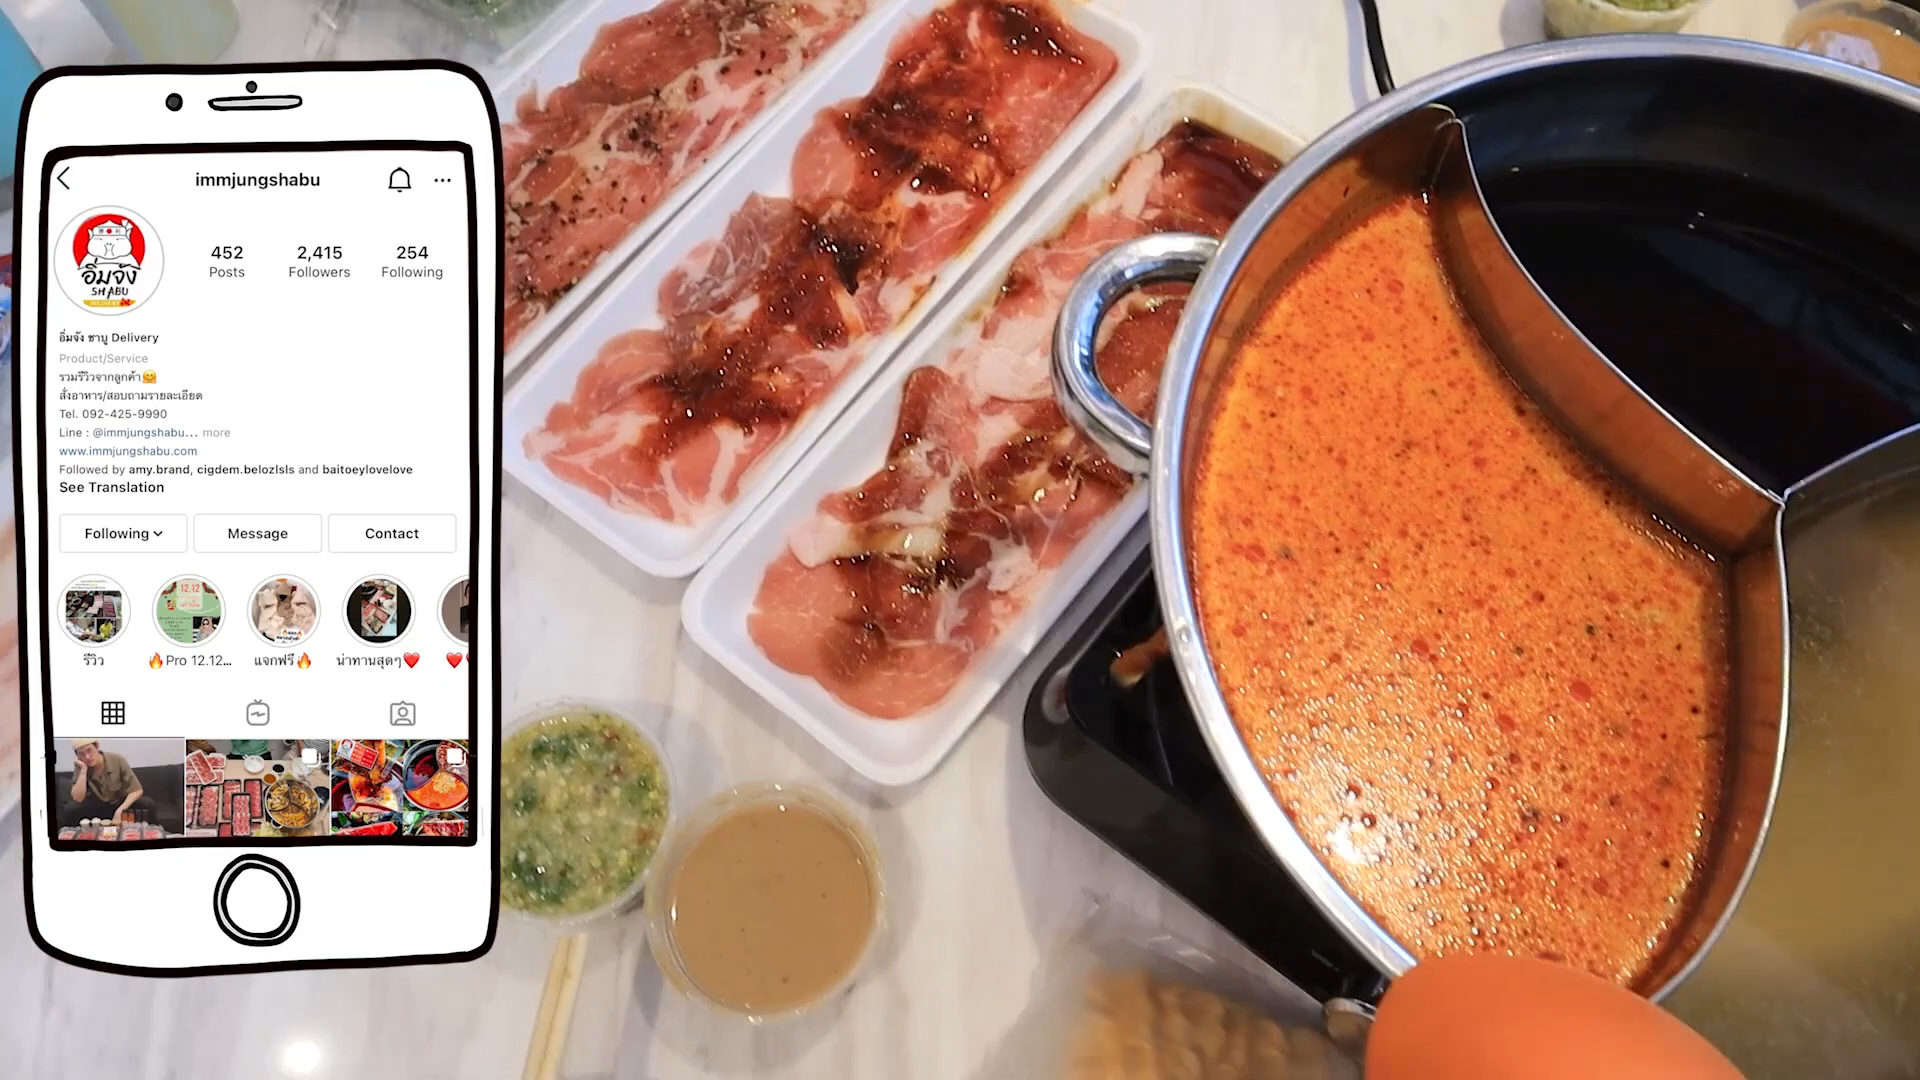 immjungshabu
อิ่มจัง
SHABU
DELIVERY
452
2,415
254
Posts
Followers
Following
อิ่มจัง ชาบู Delivery
Product/Service
รวมรีวิวจากลูกค้า🤗
สั่งอาหาร/สอบถามรายละเอียด
Tel. 092-425-9990
Line : @immjungshabu... more
www.immjungshabu.com
Followed by amy.brand, cigdem.belozlsls and baitoeylovelove
See Translation
Following
Message
Contact
12.12
รีวิว
🔥Pro 12.12...
แจกฟรี🔥
น่าทานสุดๆ❤️
❤️